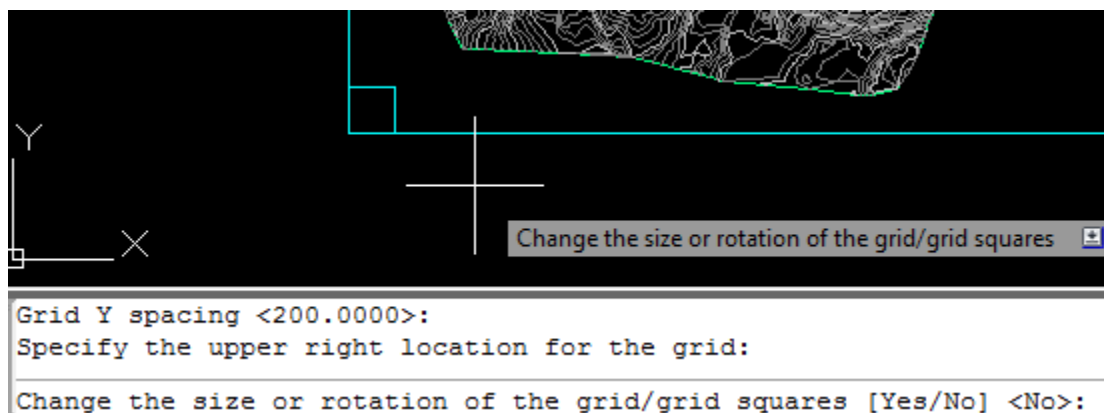 Y
X
Change the size or rotation of the grid/grid squares
Grid Y spacing <200.0000>:
Specify the upper right location for the grid:
Change the size or rotation of the grid/grid squares [Yes/No] <No>: